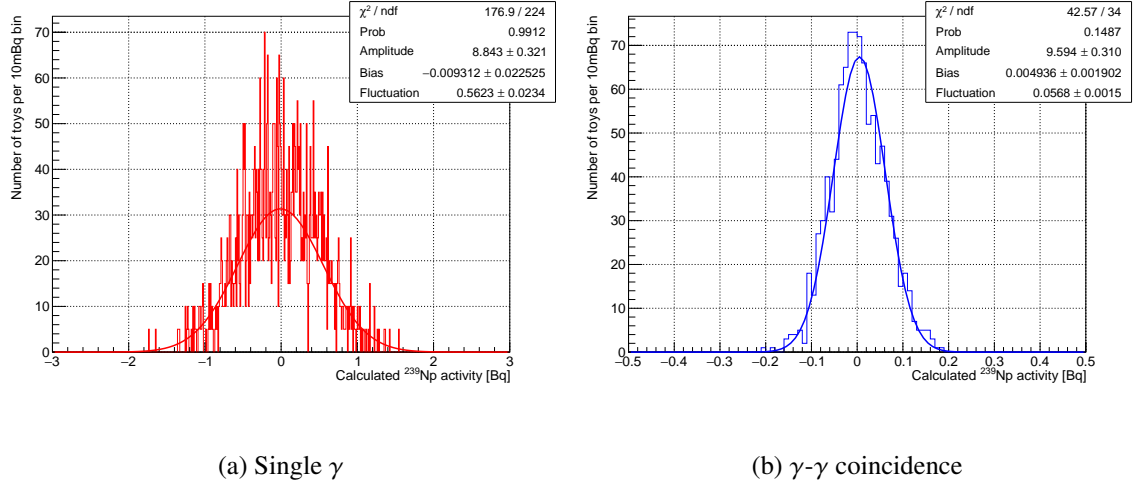 χ² / ndf 176.9 / 224
Prob 0.9912
Amplitude 8.843 ± 0.321
Bias −0.009312 ± 0.022525
Fluctuation 0.5623 ± 0.0234
Number of toys per 10mBq bin
70
60
50
40
30
20
10
0
−3 −2 −1 0 1 2 3
Calculated ²³⁹Np activity [Bq]
(a) Single γ
χ² / ndf 42.57 / 34
Prob 0.1487
Amplitude 9.594 ± 0.310
Bias 0.004936 ± 0.001902
Fluctuation 0.0568 ± 0.0015
Number of toys per 10mBq bin
70
60
50
40
30
20
10
0
−0.5 −0.4 −0.3 −0.2 −0.1 0 0.1 0.2 0.3 0.4 0.5
Calculated ²³⁹Np activity [Bq]
(b) γ-γ coincidence